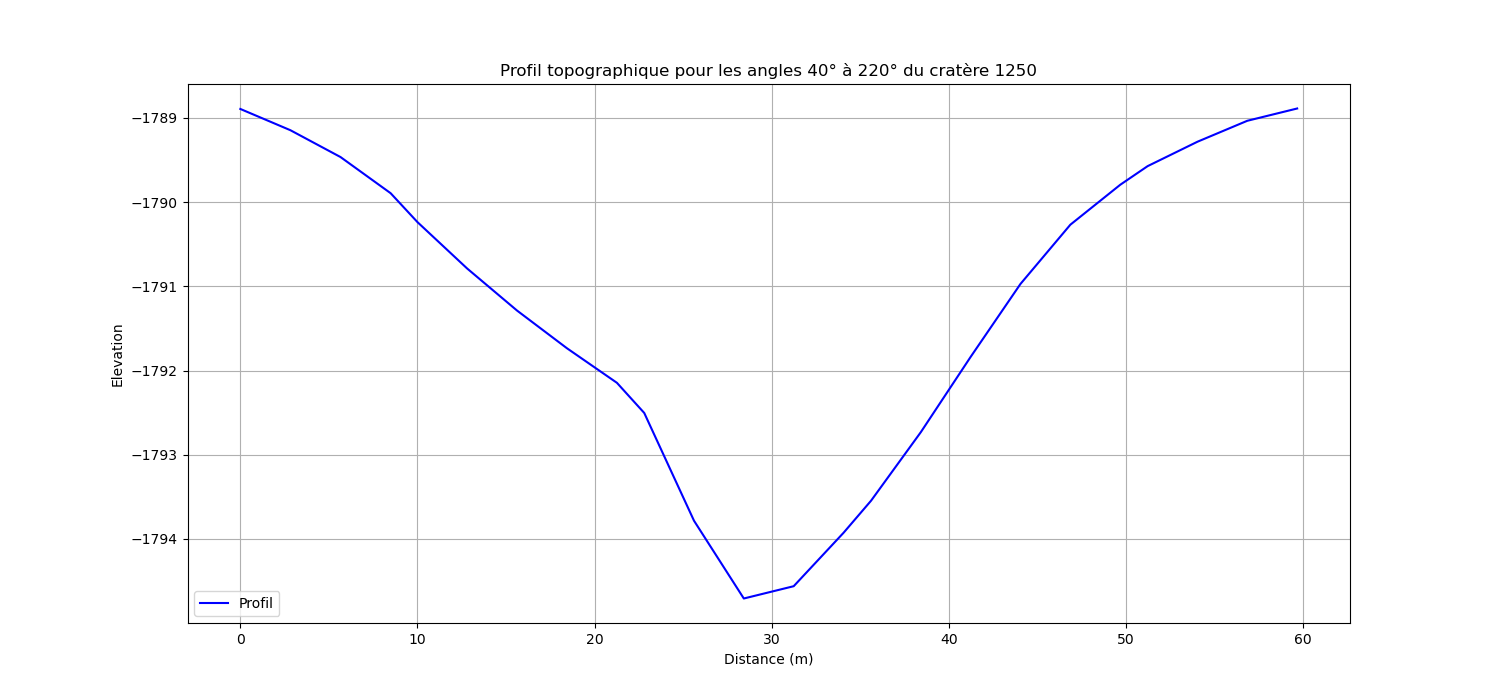 Profil topographique pour les angles 40° à 220° du cratère 1250
Elevation
−1789
−1790
−1791
−1792
−1793
−1794
Profil
0 10 20 30 40 50 60
Distance (m)